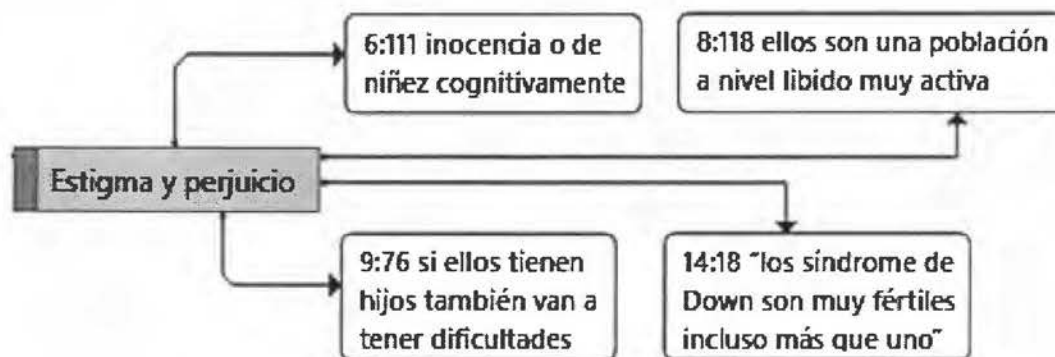 6:111 inocencia o de
niñez cognitivamente
8:118 ellos son una población
a nivel libido muy activa
Estigma y perjuicio
9:76 si ellos tienen
hijos también van a
tener dificultades
14:18 "los síndrome de
Down son muy fértiles
incluso más que uno"